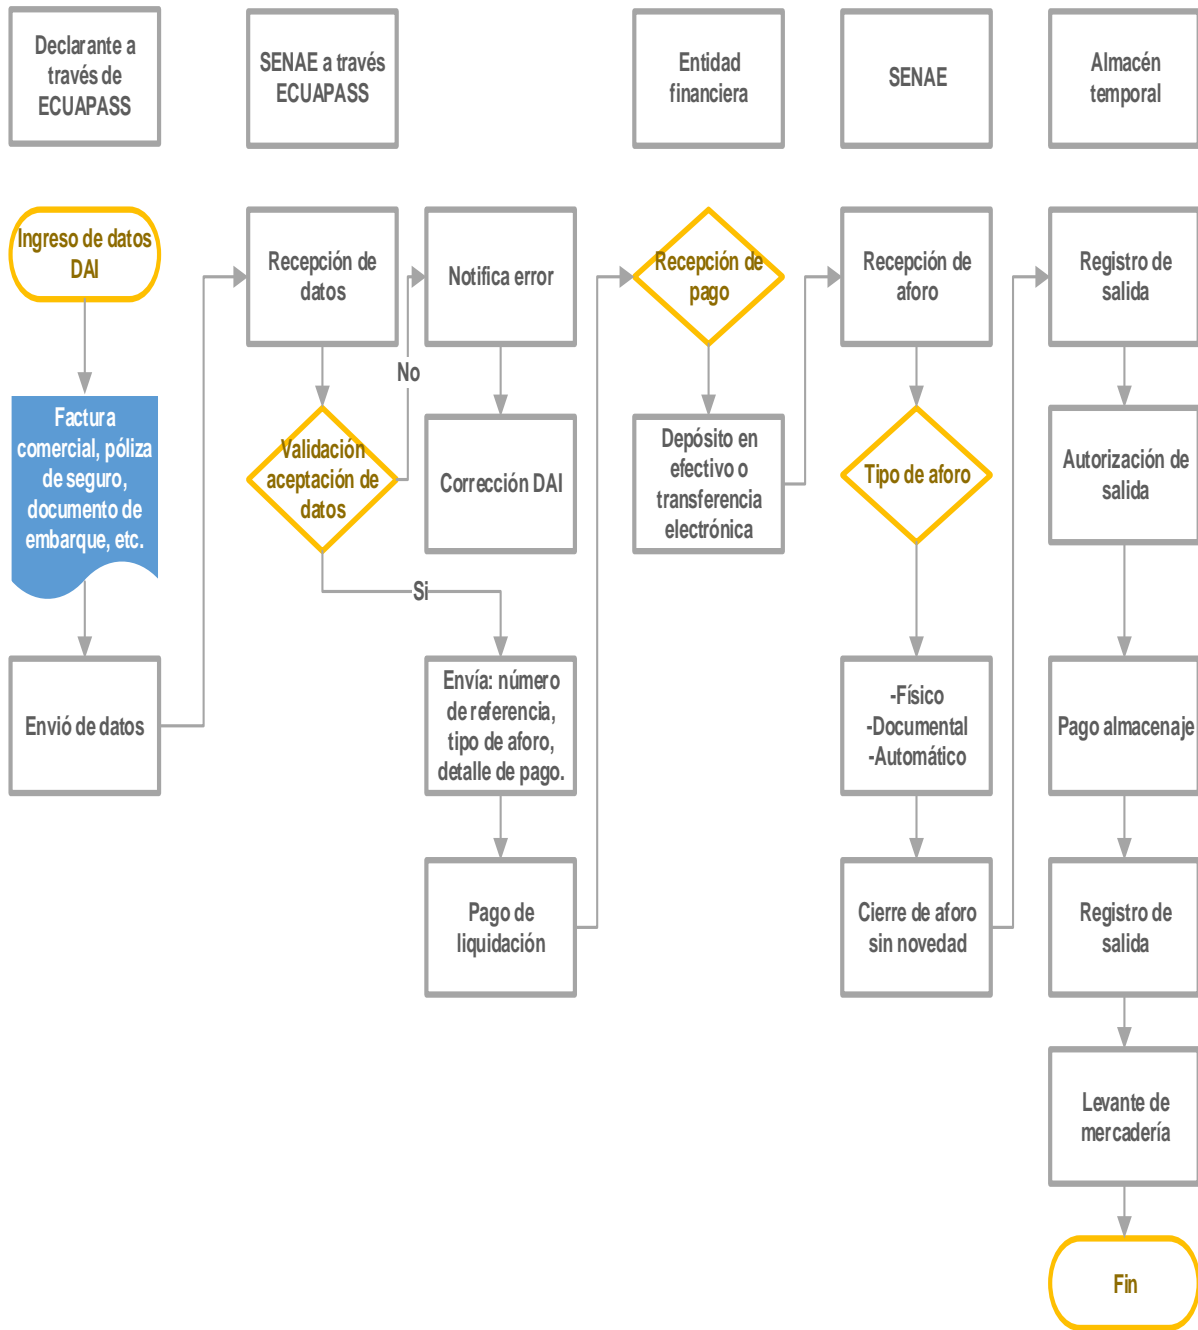 Declarante a
través de
ECUAPASS
SENAE a través
ECUAPASS
Entidad
financiera
SENAE
Almacén
temporal
Ingreso de datos
DAI
Factura
comercial, póliza
de seguro,
documento de
embarque, etc.
Envió de datos
Recepción de
datos
Validación
aceptación de
datos
No
Notifica error
Corrección DAI
Si
Envía: número
de referencia,
tipo de aforo,
detalle de pago.
Pago de
liquidación
Recepción de
pago
Depósito en
efectivo o
transferencia
electrónica
Recepción de
aforo
Tipo de aforo
-Físico
-Documental
-Automático
Cierre de aforo
sin novedad
Registro de
salida
Autorización de
salida
Pago almacenaje
Registro de
salida
Levante de
mercadería
Fin